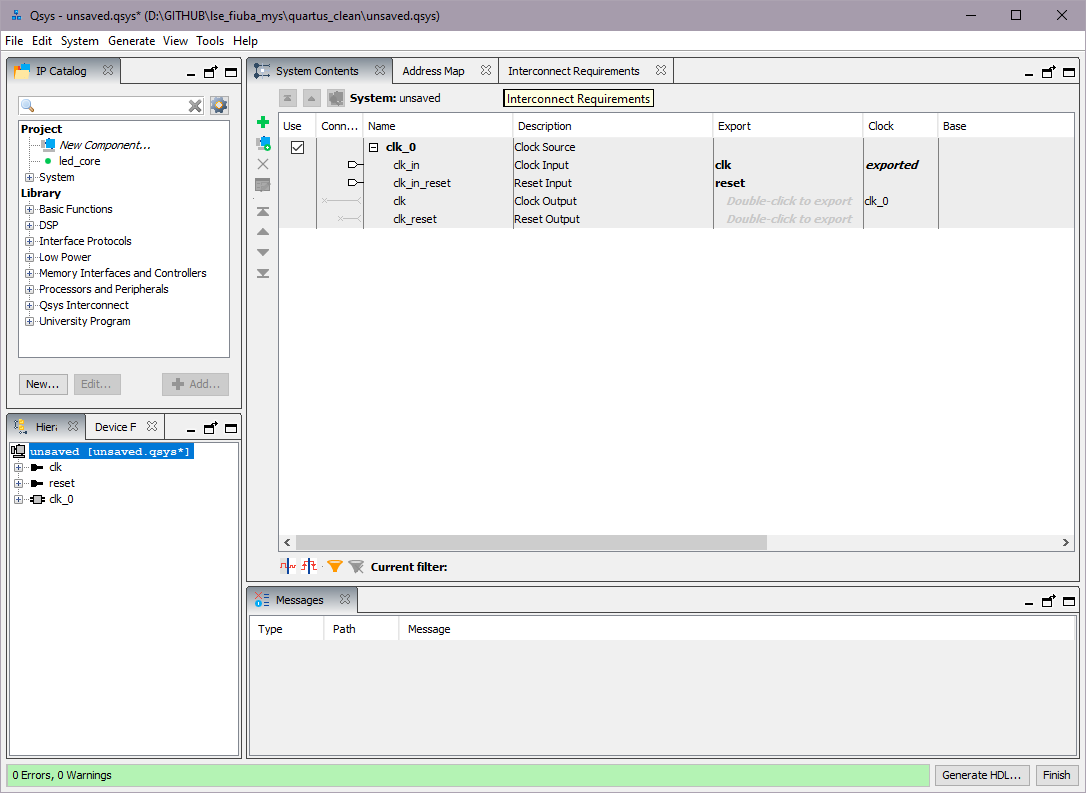 Qsys - unsaved.qsys* (D:\GITHUB\lse_fiuba_mys\quartus_clean\unsaved.qsys)
File Edit System Generate View Tools Help
IP Catalog
System Contents
Address Map
Interconnect Requirements
System: unsaved
Interconnect Requirements
Project
New Component...
led_core
System
Library
Basic Functions
DSP
Interface Protocols
Low Power
Memory Interfaces and Controllers
Processors and Peripherals
Qsys Interconnect
University Program
New...
Edit...
Add...
Use Conn... Name Description Export Clock Base
clk_0 Clock Source
clk_in Clock Input clk exported
clk_in_reset Reset Input reset
clk Clock Output Double-click to export clk_0
clk_reset Reset Output Double-click to export
Current filter:
Hier
Device F
unsaved [unsaved.qsys*]
clk
reset
clk_0
Messages
Type Path Message
0 Errors, 0 Warnings
Generate HDL...
Finish